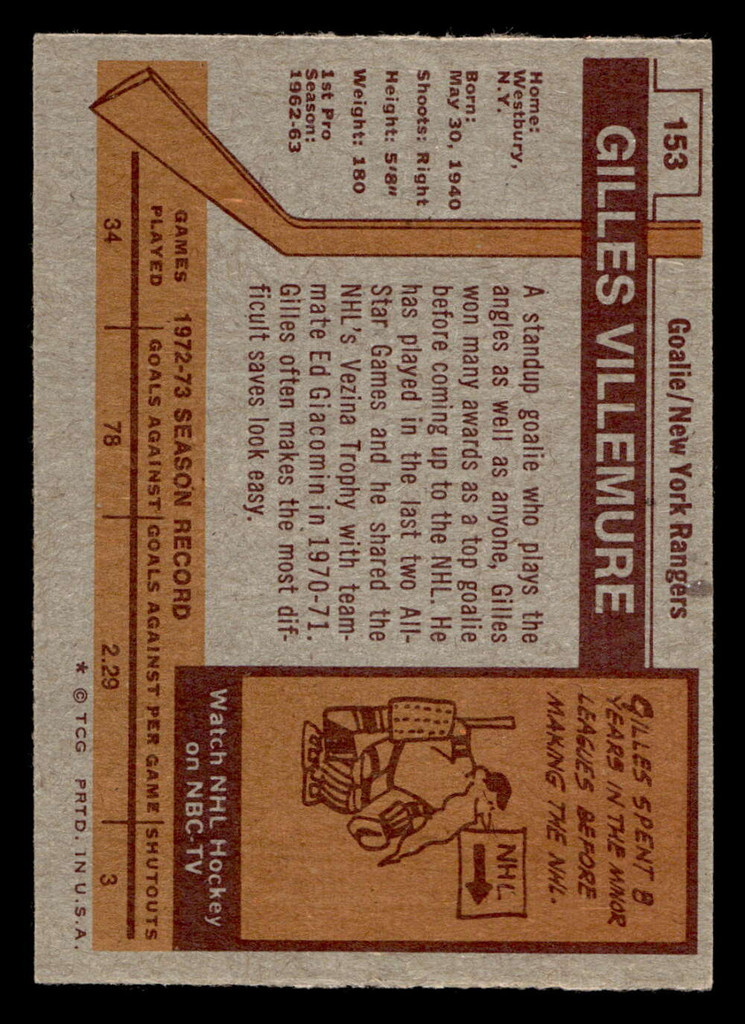 153
Goalie/New York Rangers
GILLES VILLEMURE
Home:
Westbury,
N.Y.
Born:
May 30, 1940
Shoots: Right
Height: 5'8"
Weight: 180
1st Pro
Season:
1962-63
A standup goalie who plays the
angles as well as anyone, Gilles
won many awards as a top goalie
before coming up to the NHL. He
has played in the last two All-
Star Games and he shared the
NHL's Vezina Trophy with team-
mate Ed Giacomin in 1970-71.
Gilles often makes the most dif-
ficult saves look easy.
GILLES SPENT 8
YEARS IN THE MINOR
LEAGUES BEFORE
MAKING THE NHL.
NHL
Watch NHL Hockey
on NBC-TV
1972-73 SEASON RECORD
GAMES
PLAYED GOALS AGAINST GOALS AGAINST PER GAME SHUTOUTS
34 78 2.29 3
* © TCG PRTD. IN U.S.A.